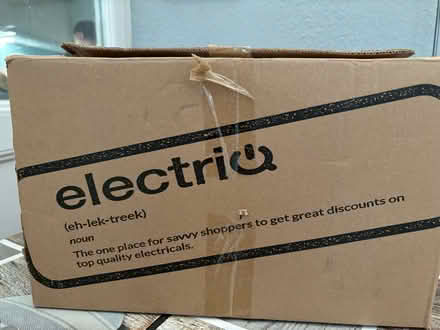 electriQ
(eh-lek-treek)
noun
The one place for savvy shoppers to get great discounts on
top quality electricals.